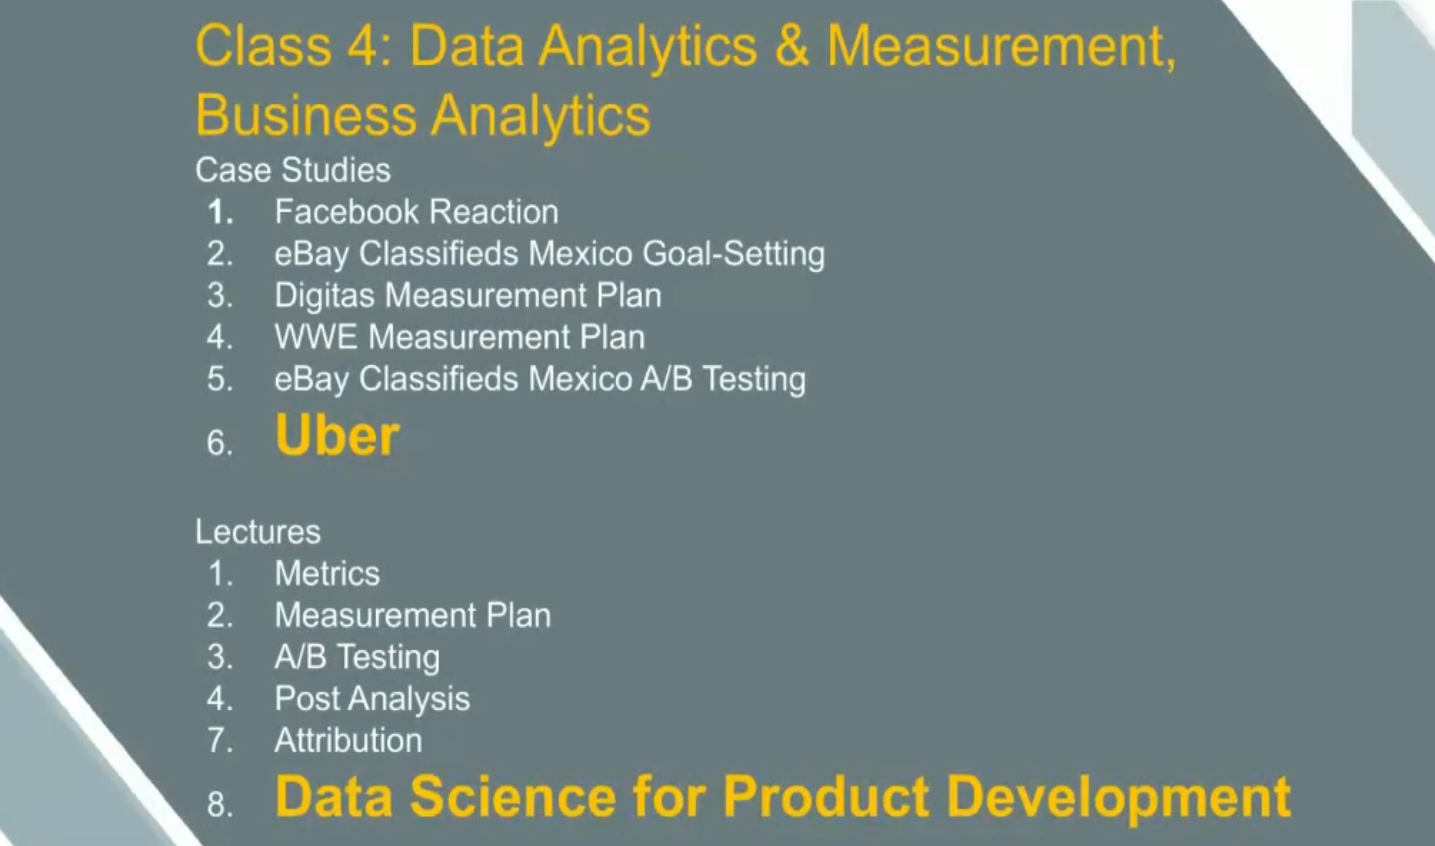 Class 4: Data Analytics & Measurement,
Business Analytics
Case Studies
1. Facebook Reaction
2. eBay Classifieds Mexico Goal-Setting
3. Digitas Measurement Plan
4. WWE Measurement Plan
5. eBay Classifieds Mexico A/B Testing
6. Uber
Lectures
1. Metrics
2. Measurement Plan
3. A/B Testing
4. Post Analysis
7. Attribution
8. Data Science for Product Development